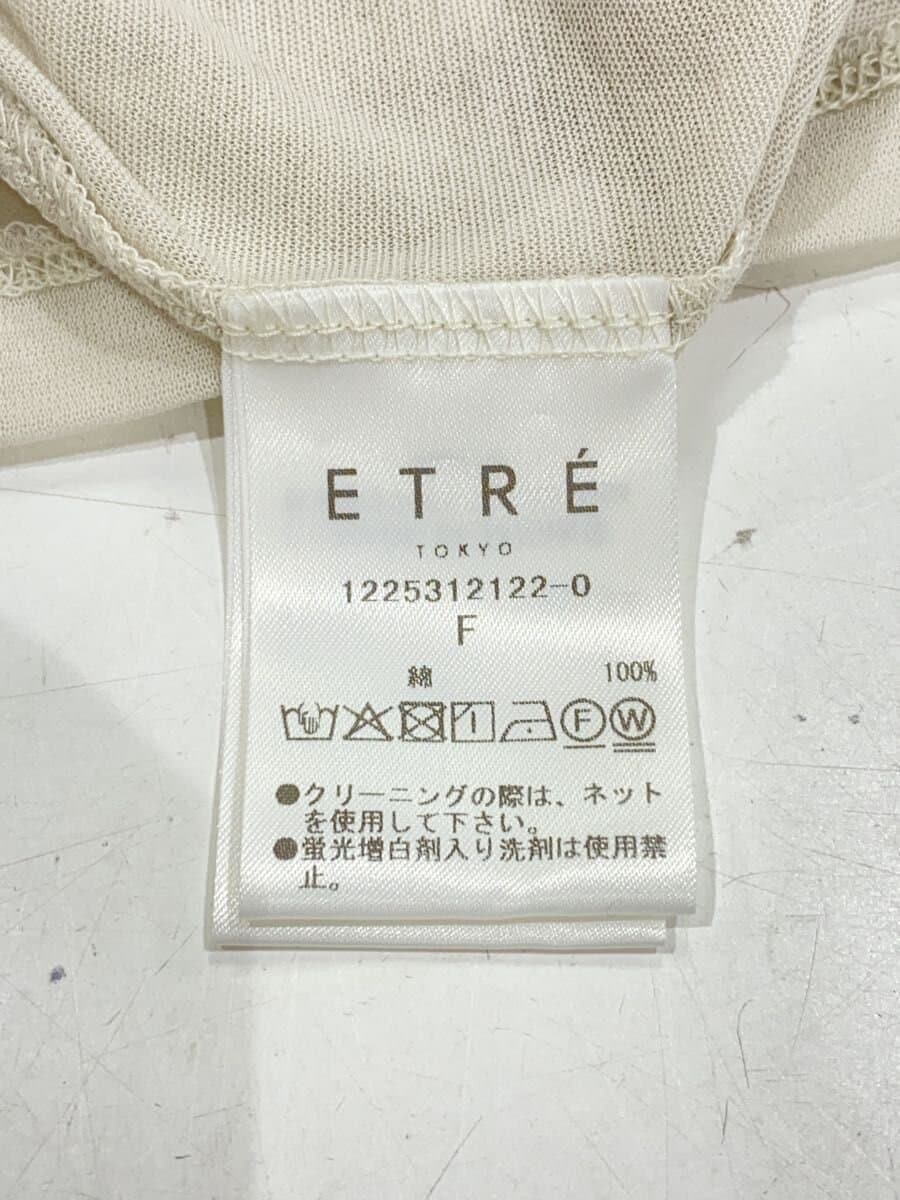 ETRÉ
TOKYO
1225312122-0
F
綿 100%
F W
●クリーニングの際は、ネット
を使用して下さい。
●蛍光増白剤入り洗剤は使用禁
止。